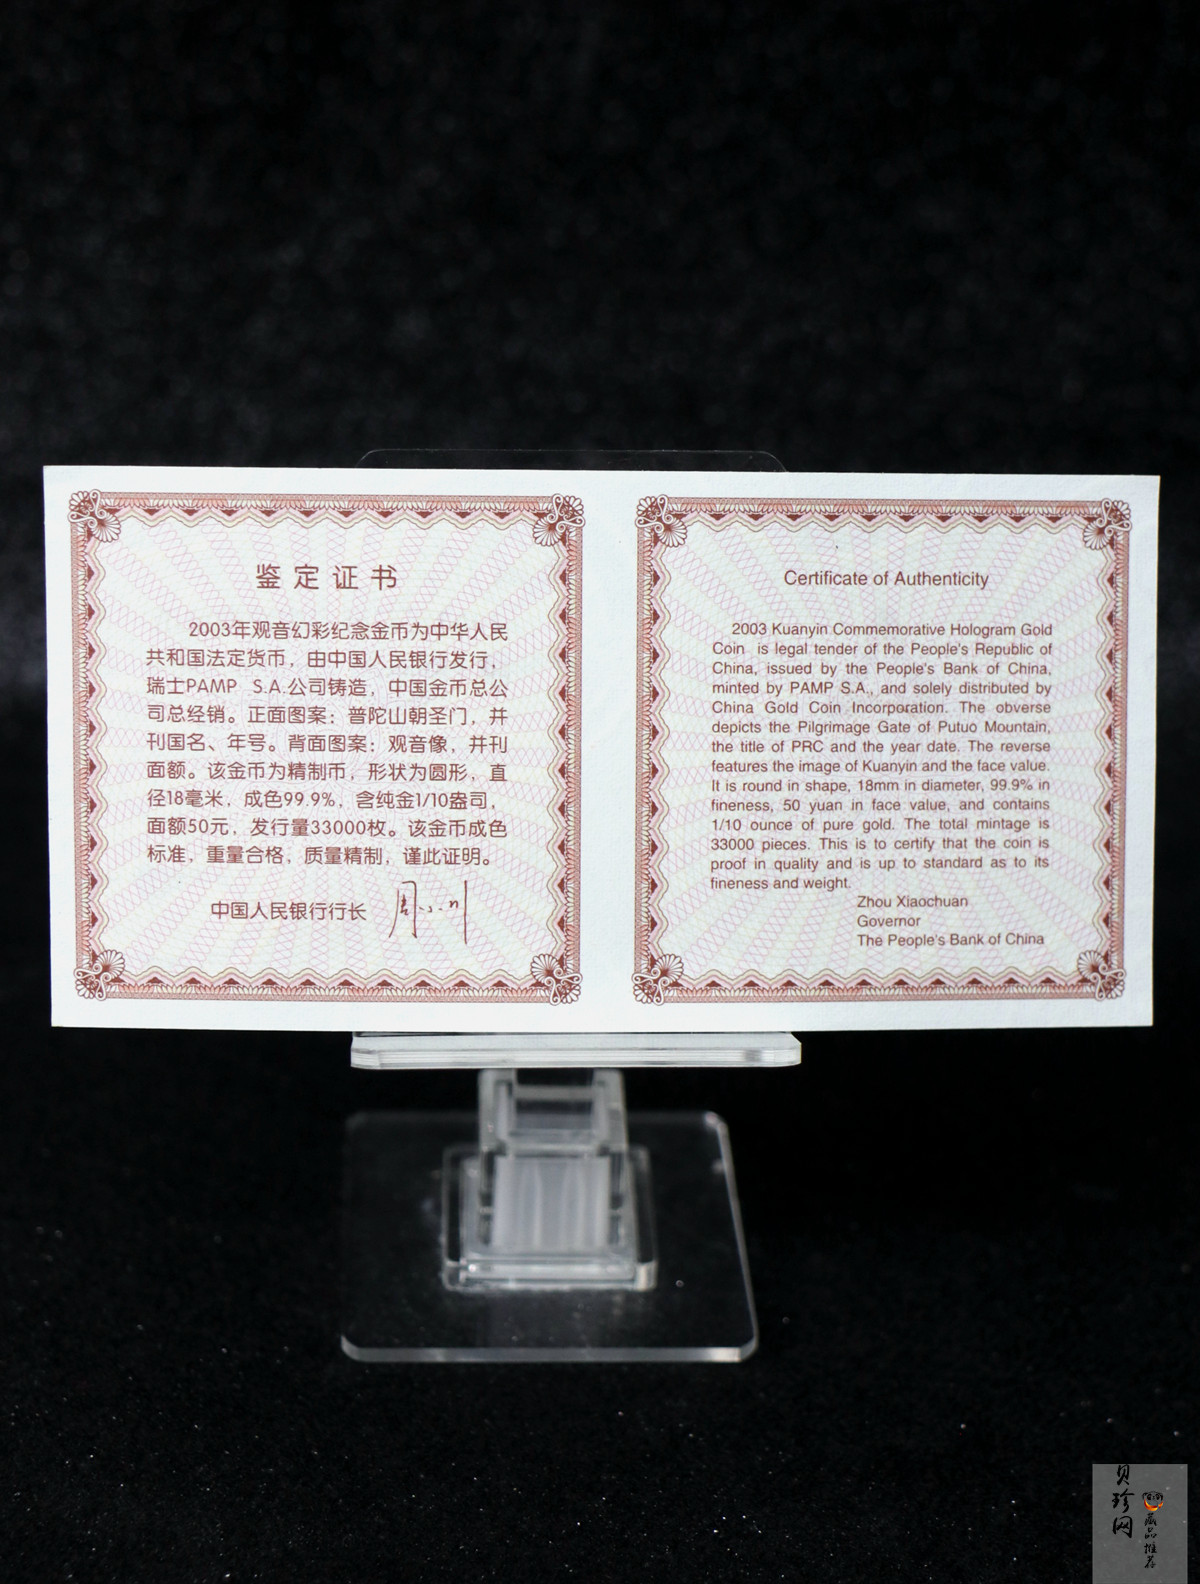 鉴定证书
2003年观音幻彩纪念金币为中华人民
共和国法定货币，由中国人民银行发行，
瑞士PAMP S.A.公司铸造，中国金币总公
司总经销。正面图案：普陀山朝圣门，并
刊国名、年号。背面图案：观音像，并刊
面额。该金币为精制币，形状为圆形，直
径18毫米，成色99.9%，含纯金1/10盎司，
面额50元，发行量33000枚。该金币成色
标准，重量合格，质量精制，谨此证明。
中国人民银行行长 周小川
Certificate of Authenticity
2003 Kuanyin Commemorative Hologram Gold
Coin is legal tender of the People's Republic of
China, issued by the People's Bank of China,
minted by PAMP S.A., and solely distributed by
China Gold Coin Incorporation. The obverse
depicts the Pilgrimage Gate of Putuo Mountain,
the title of PRC and the year date. The reverse
features the image of Kuanyin and the face value.
It is round in shape, 18mm in diameter, 99.9% in
fineness, 50 yuan in face value, and contains
1/10 ounce of pure gold. The total mintage is
33000 pieces. This is to certify that the coin is
proof in quality and is up to standard as to its
fineness and weight.
Zhou Xiaochuan
Governor
The People's Bank of China
贝珍网
藏品推荐